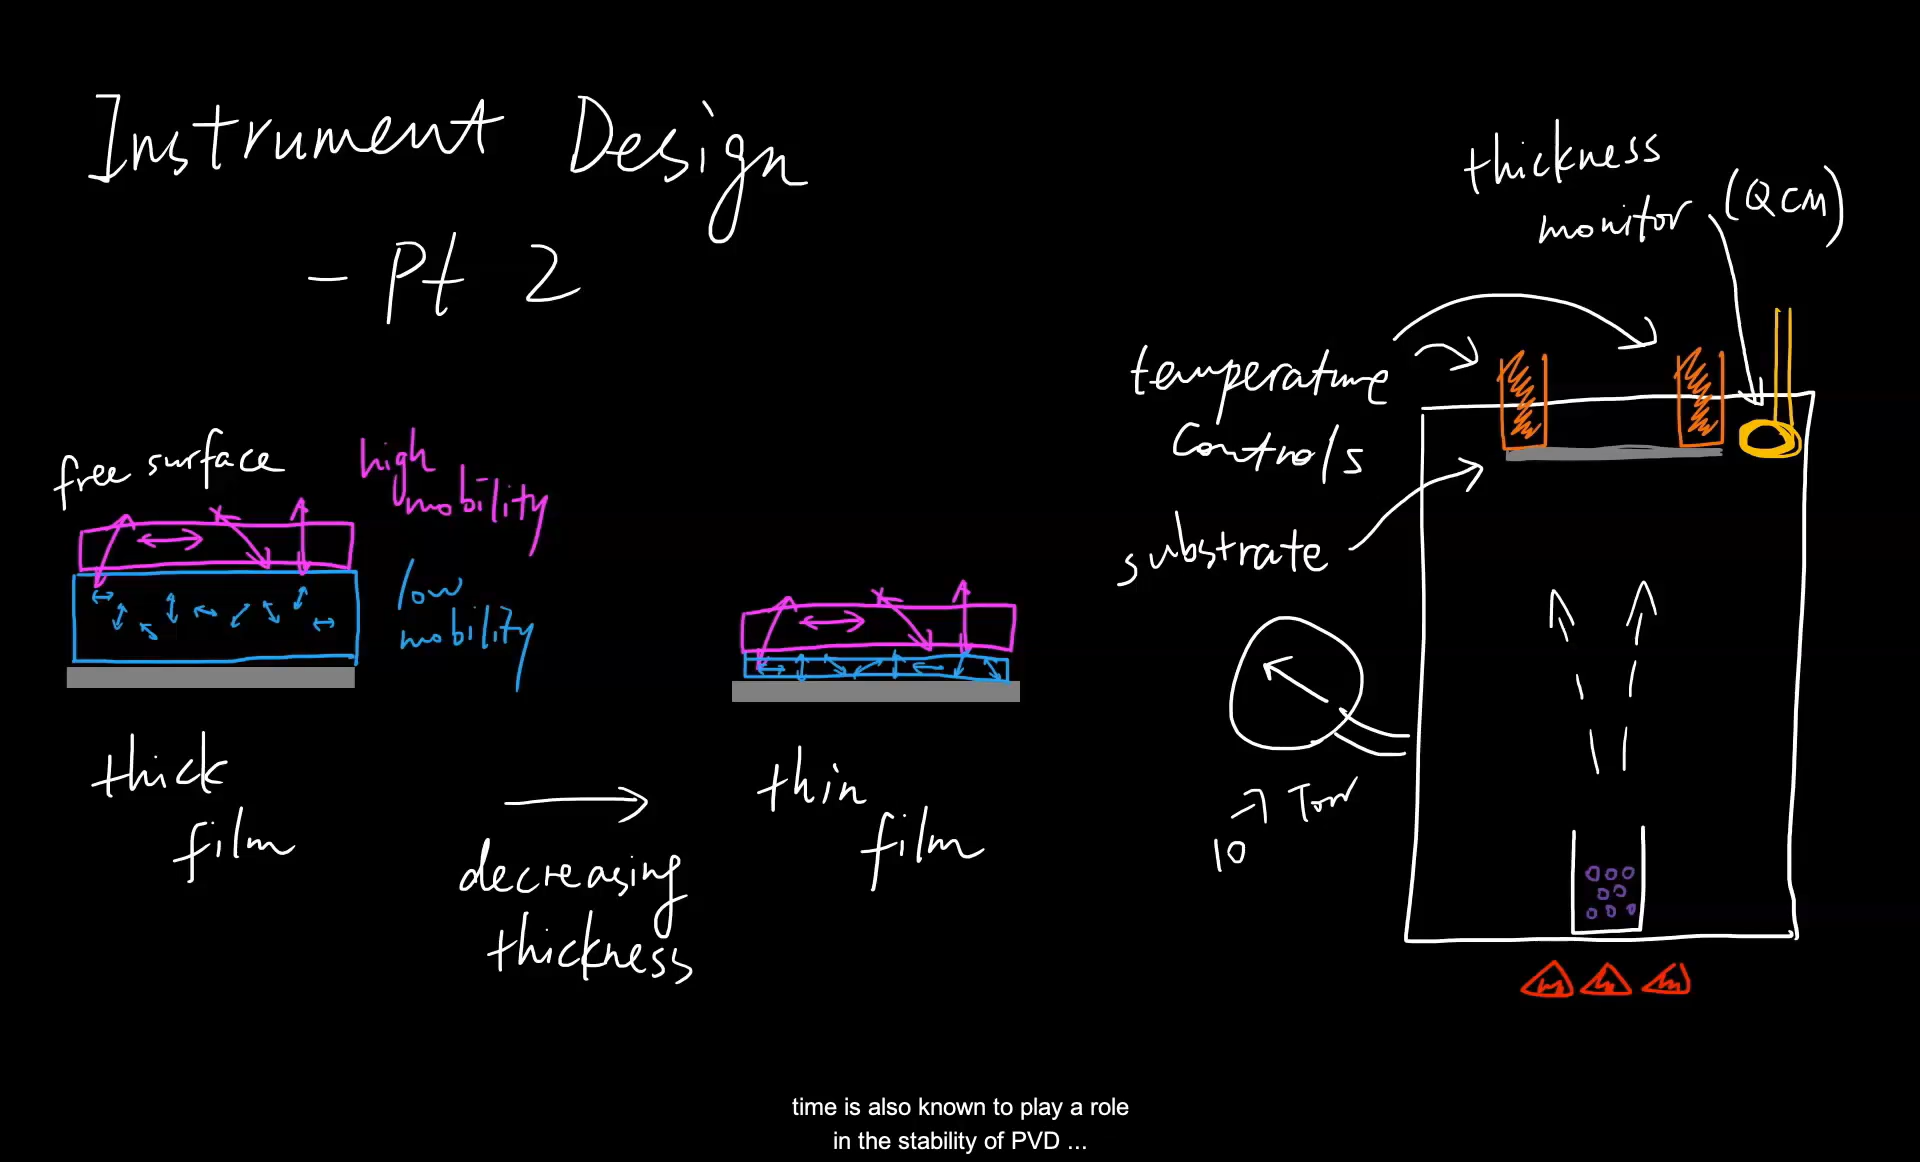 Instrument Design
- Pt 2
free surface
high
mobility
low
mobility
thick
film
decreasing
thickness
thin
film
thickness
monitor (QCM)
temperature
controls
substrate
10⁻⁷ Torr
time is also known to play a role
in the stability of PVD ...